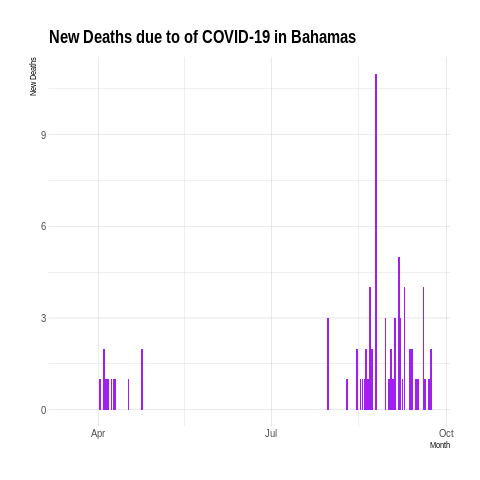 New Deaths due to of COVID-19 in Bahamas
New Deaths
9
6
3
0
Apr
Jul
Oct
Month